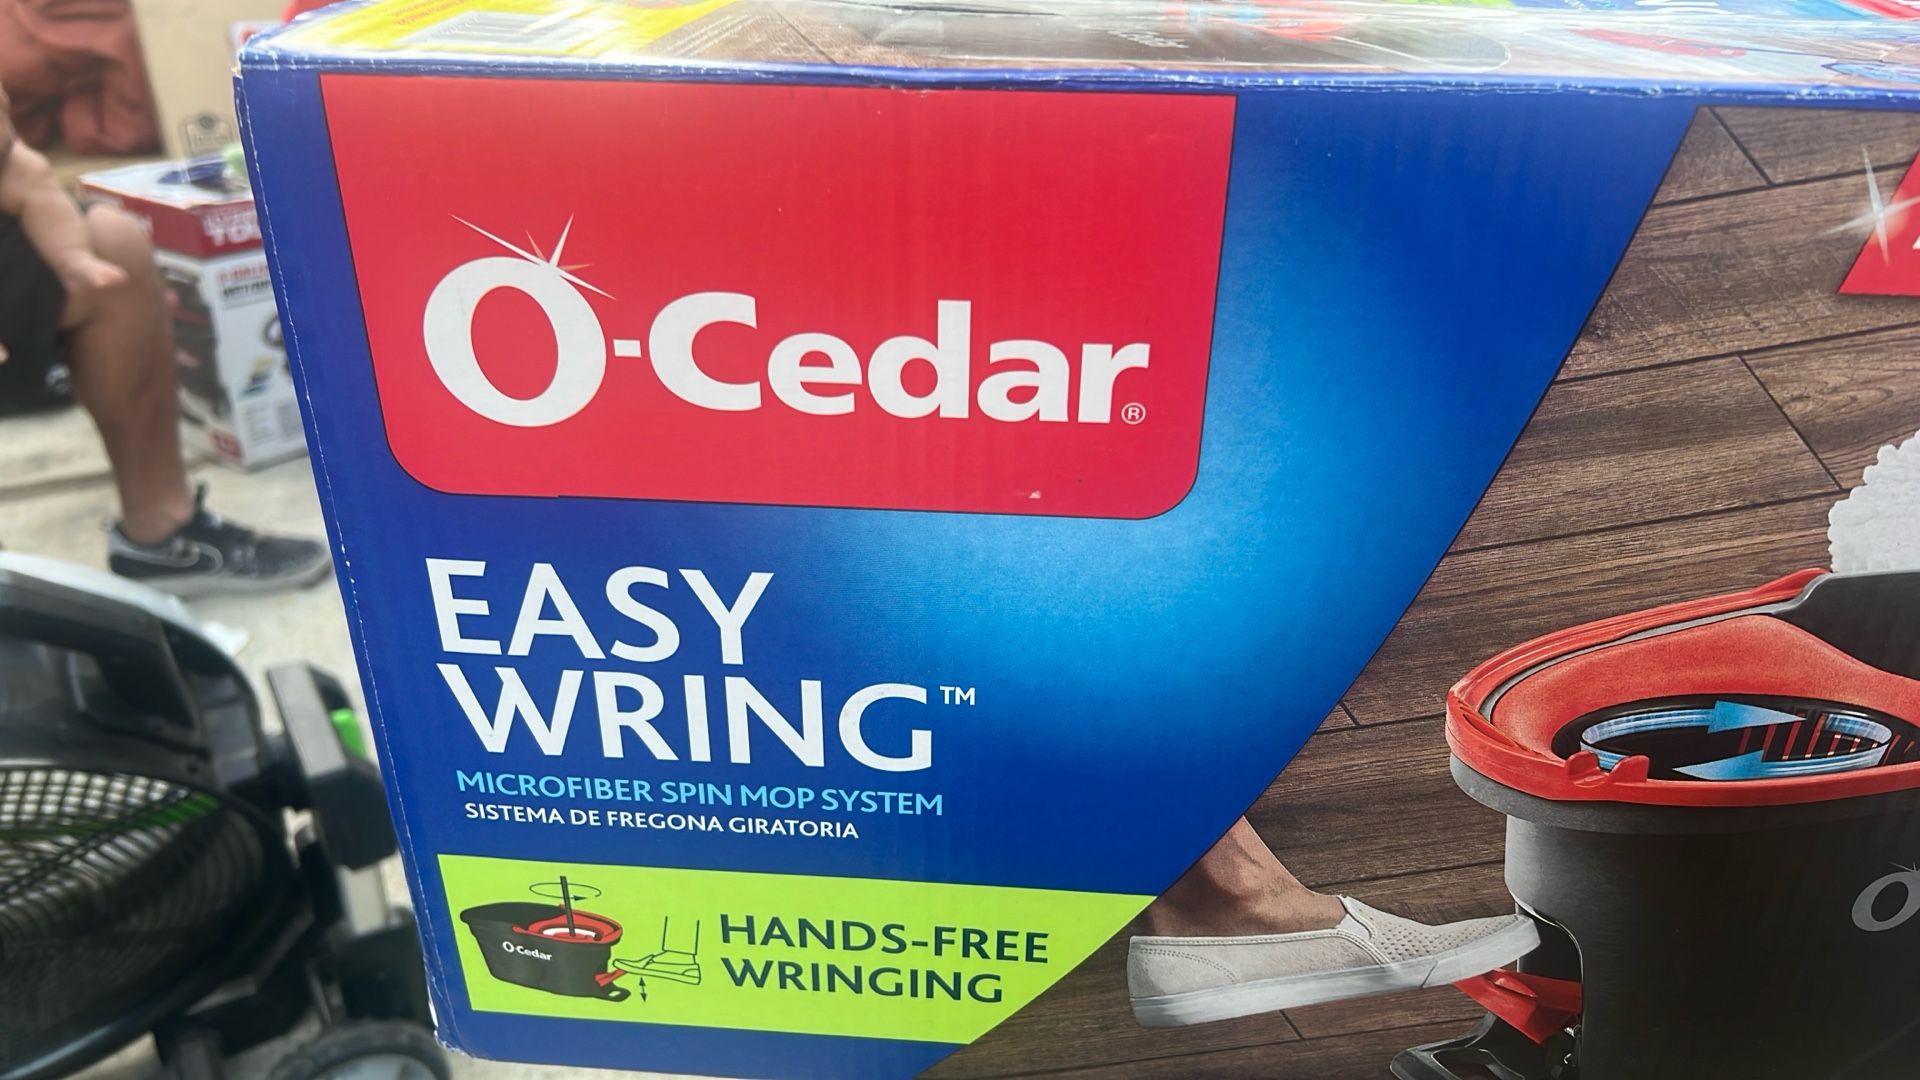 O-Cedar®
EASY
WRING™
MICROFIBER SPIN MOP SYSTEM
SISTEMA DE FREGONA GIRATORIA
O Cedar
HANDS-FREE
WRINGING